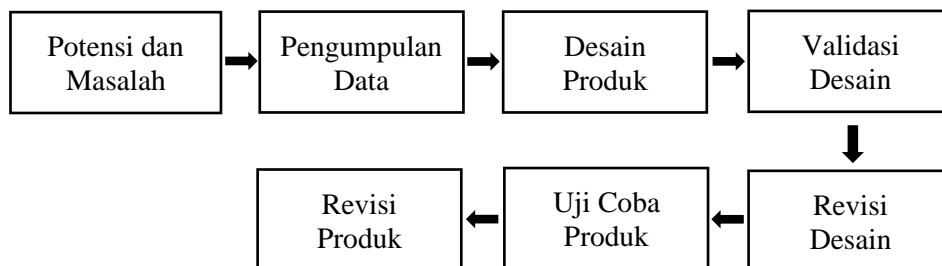 Potensi dan
Masalah
Pengumpulan
Data
Desain
Produk
Validasi
Desain
Revisi
Desain
Uji Coba
Produk
Revisi
Produk